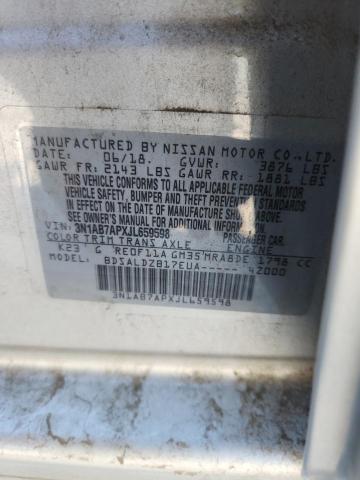 MANUFACTURED BY NISSAN MOTOR CO.,LTD.
DATE: 06/18. GVWR: 3876 LBS
GAWR FR: 2143 LBS GAWR RR: 1881 LBS
THIS VEHICLE CONFORMS TO ALL APPLICABLE FEDERAL MOTOR
VEHICLE SAFETY, BUMPER, AND THEFT PREVENTION STANDARDS
IN EFFECT ON THE DATE OF MANUFACTURE SHOWN ABOVE.
SEE OWNER'S MANUAL FOR ADDITIONAL INFORMATION.
VIN: 3N1AB7APXJL659598 PASSENGER CAR.
COLOR TRIM TRANS AXLE ENGINE
K23 G RE0F11A GM35 MRA8DE 1798 CC
MODEL: BDSALDZB17EUA----- 42000
3N1AB7APXJL659598